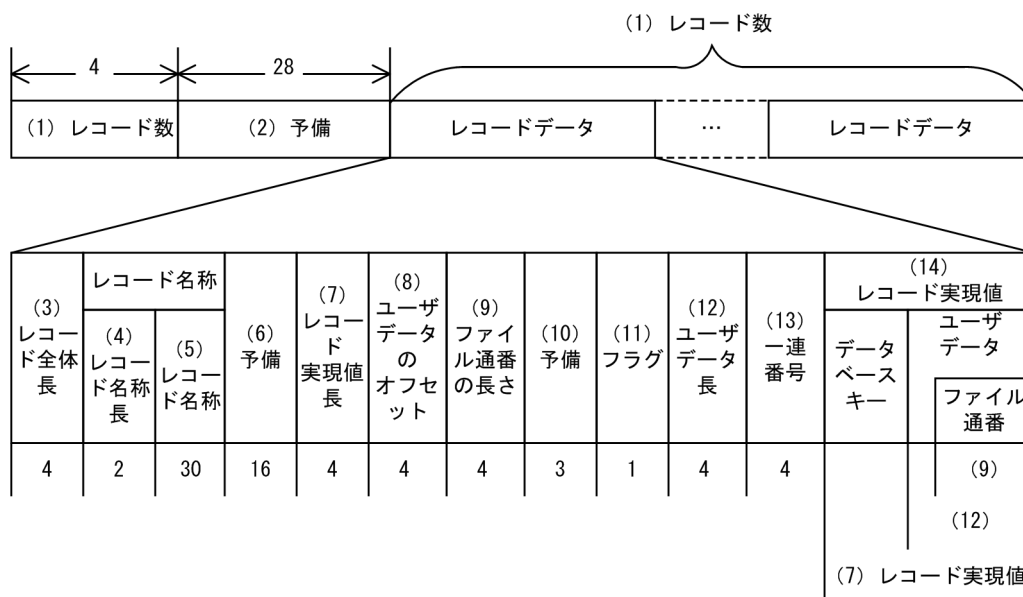 (1) レコード数
4
28
(1) レコード数
(2) 予備
レコードデータ
…
レコードデータ
(3)
レコー
ド全体
長
レコード名称
(4)
レコー
ド名称
長
(5)
レコー
ド名称
(6)
予備
(7)
レコー
ド
実現値
長
(8)
ユーザ
データ
の
オフセ
ット
(9)
ファイ
ル通番
の長さ
(10)
予備
(11)
フラグ
(12)
ユーザ
データ
長
(13)
一連
番号
(14)
レコード実現値
データ
ベース
キー
ユーザ
データ
ファイル
通番
4
2
30
16
4
4
4
3
1
4
4
(9)
(12)
(7) レコード実現値